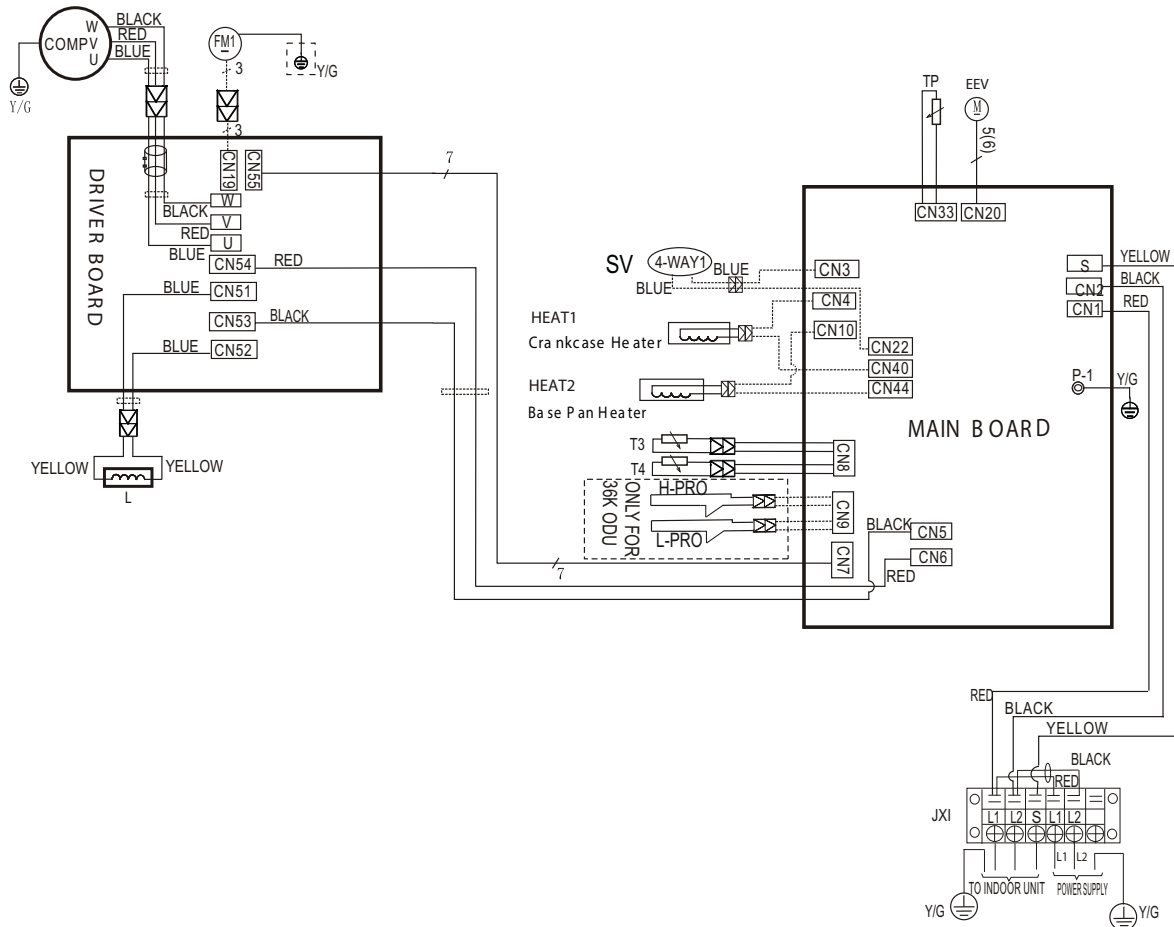 BLACK
W
RED
COMP V
BLUE
U
Y/G
FM1
3
Y/G
3
DRIVER BOARD
CN19
CN55
7
W
BLACK
V
RED
U
BLUE
CN54
RED
BLUE
CN51
CN53
BLACK
BLUE
CN52
YELLOW
YELLOW
L
TP
EEV
M
5(6)
CN33
CN20
SV
4-WAY1
BLUE
BLUE
CN3
CN4
CN10
HEAT1
Crankcase Heater
CN22
CN40
CN44
HEAT2
Base Pan Heater
S
YELLOW
CN2
BLACK
CN1
RED
P-1
Y/G
MAIN BOARD
T3
T4
CN8
ONLY FOR
36K ODU
H-PRO
L-PRO
CN9
BLACK
CN5
CN7
CN6
RED
7
RED
BLACK
YELLOW
BLACK
RED
JXI
L1 L2 S L1 L2
L1 L2
TO INDOOR UNIT
POWER SUPPLY
Y/G
Y/G